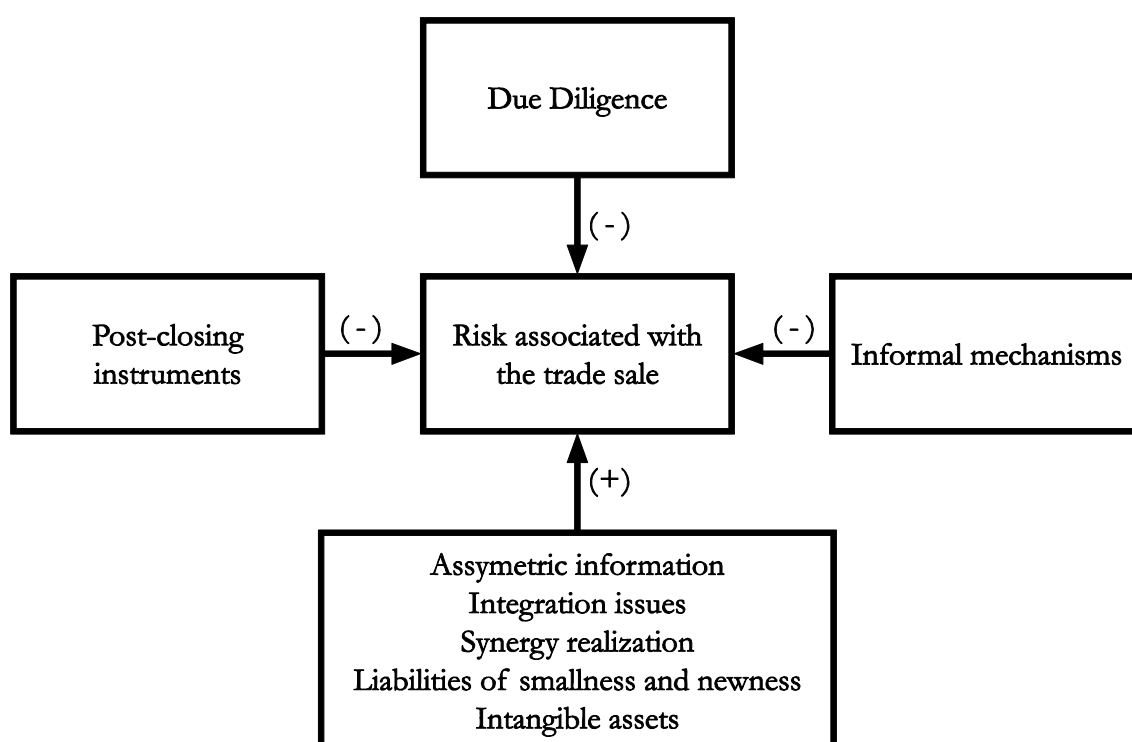 Due Diligence
(-)
Post-closing
instruments
(-)
Risk associated with
the trade sale
(-)
Informal mechanisms
(+)
Assymetric information
Integration issues
Synergy realization
Liabilities of smallness and newness
Intangible assets